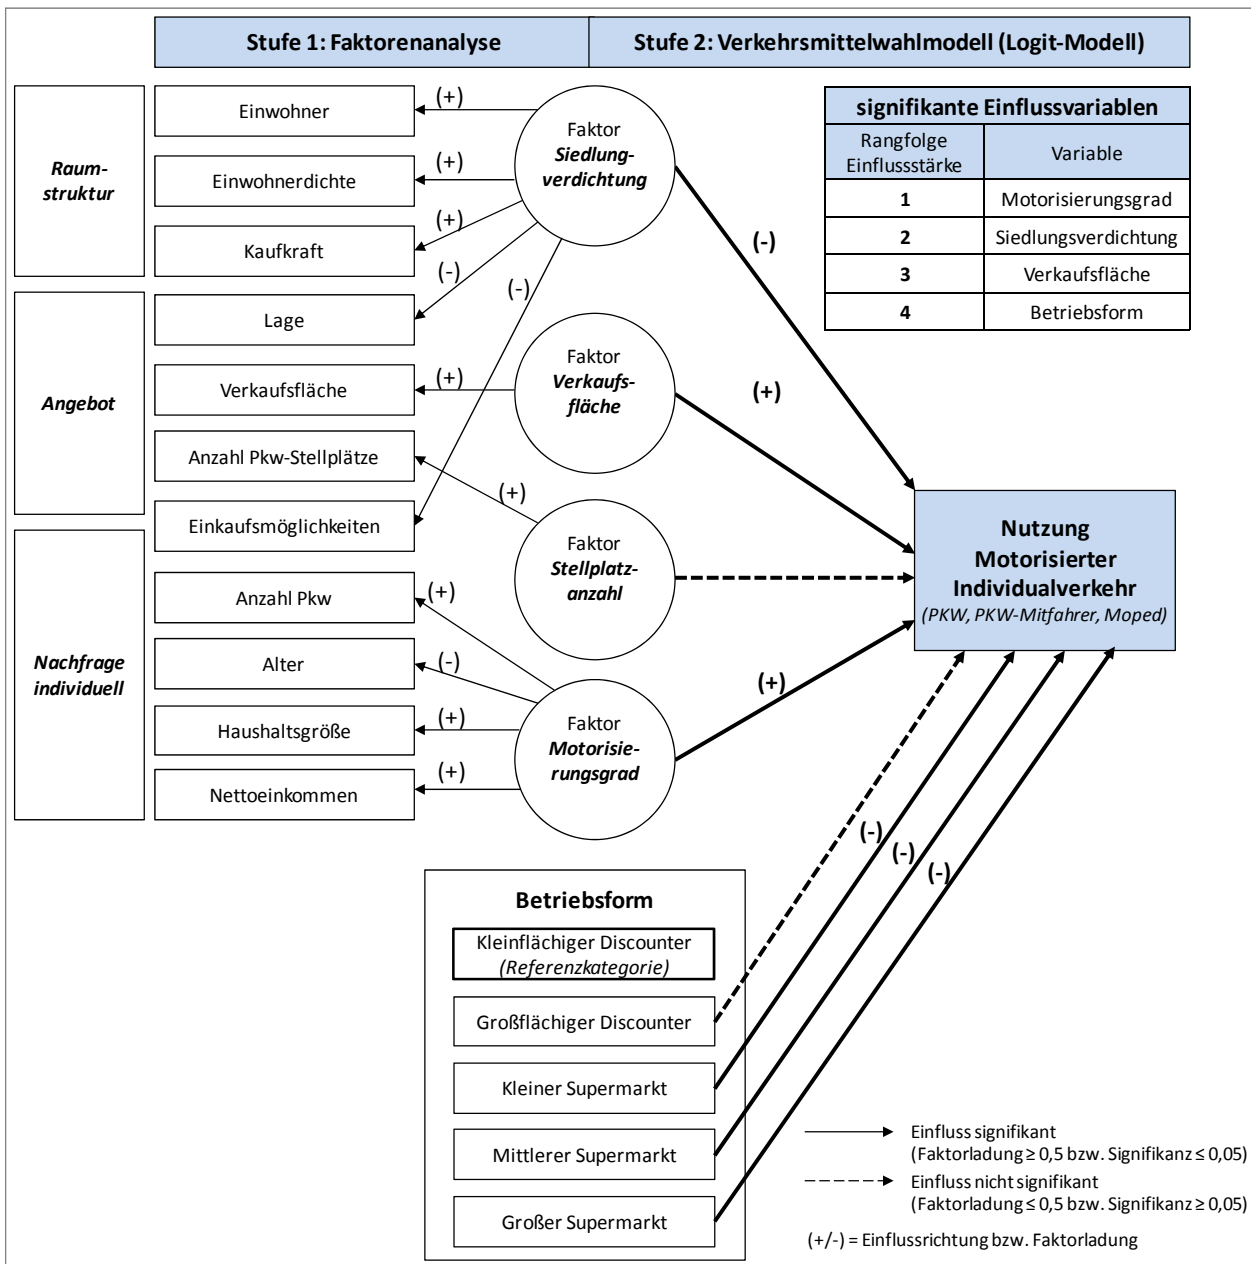 Stufe 1: Faktorenanalyse
Stufe 2: Verkehrsmittelwahlmodell (Logit-Modell)
Raum-
struktur
Angebot
Nachfrage
individuell
Einwohner
Einwohnerdichte
Kaufkraft
Lage
Verkaufsfläche
Anzahl Pkw-Stellplätze
Einkaufsmöglichkeiten
Anzahl Pkw
Alter
Haushaltsgröße
Nettoeinkommen
(+)
(+)
(+)
(-)
(-)
(+)
(+)
(+)
(-)
(+)
(+)
Faktor
Siedlung-
verdichtung
Faktor
Verkaufs-
fläche
Faktor
Stellplatz-
anzahl
Faktor
Motorisie-
rungsgrad
(-)
(+)
(+)
signifikante Einflussvariablen
Rangfolge
Einflussstärke
Variable
1
Motorisierungsgrad
2
Siedlungsverdichtung
3
Verkaufsfläche
4
Betriebsform
Nutzung
Motorisierter
Individualverkehr
(PKW, PKW-Mitfahrer, Moped)
(-)
(-)
(-)
Betriebsform
Kleinflächiger Discounter
(Referenzkategorie)
Großflächiger Discounter
Kleiner Supermarkt
Mittlerer Supermarkt
Großer Supermarkt
Einfluss signifikant
(Faktorladung ≥ 0,5 bzw. Signifikanz ≤ 0,05)
Einfluss nicht signifikant
(Faktorladung ≤ 0,5 bzw. Signifikanz ≥ 0,05)
(+/-) = Einflussrichtung bzw. Faktorladung